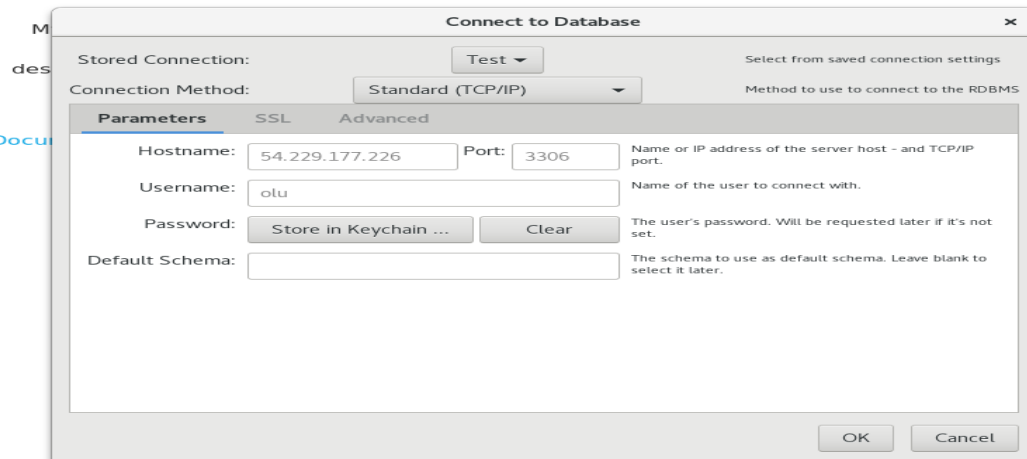 Connect to Database ×
M
Stored Connection: Test Select from saved connection settings
des
Connection Method: Standard (TCP/IP) Method to use to connect to the RDBMS
Parameters SSL Advanced
Docu
Hostname: 54.229.177.226 Port: 3306 Name or IP address of the server host - and TCP/IP
port.
Username: olu Name of the user to connect with.
Password: Store in Keychain ... Clear The user's password. Will be requested later if it's not
set.
Default Schema: The schema to use as default schema. Leave blank to
select it later.
OK Cancel